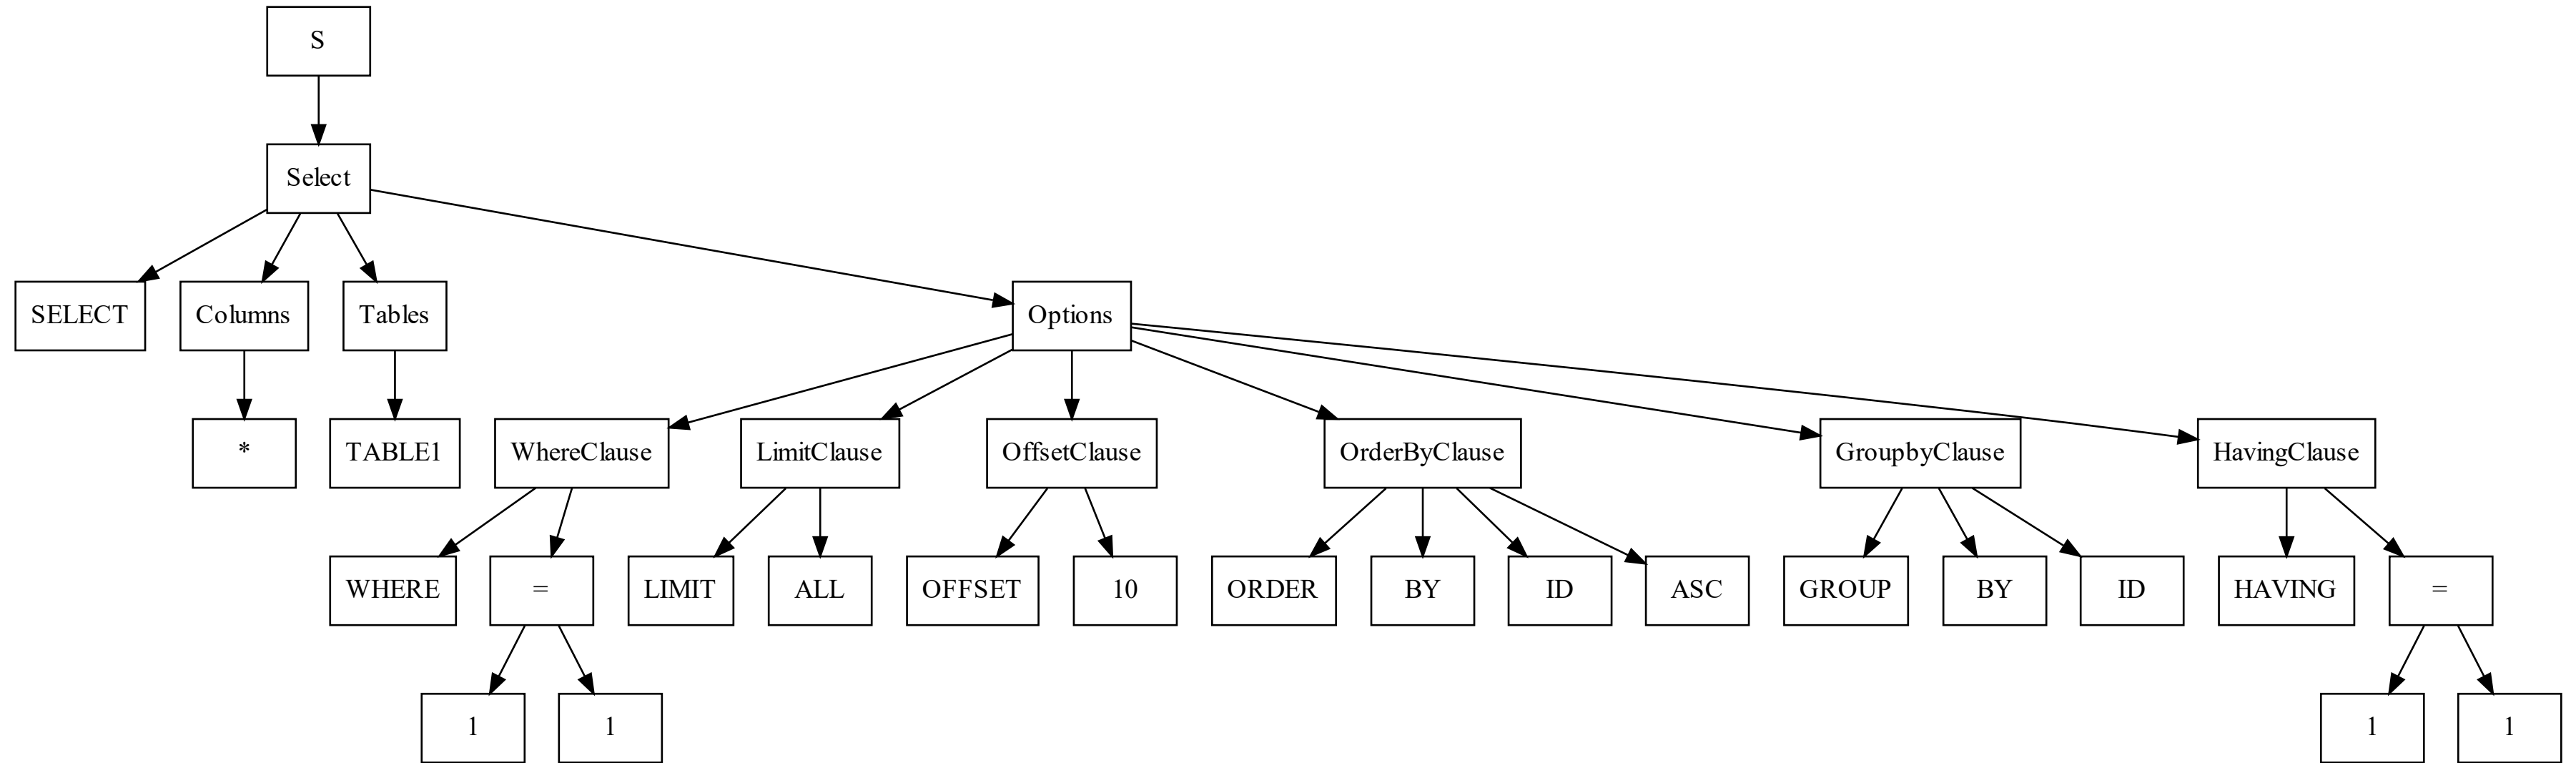 S
Select
SELECT
Columns
Tables
Options
*
TABLE1
WhereClause
LimitClause
OffsetClause
OrderByClause
GroupbyClause
HavingClause
WHERE
=
LIMIT
ALL
OFFSET
10
ORDER
BY
ID
ASC
GROUP
BY
ID
HAVING
=
1
1
1
1